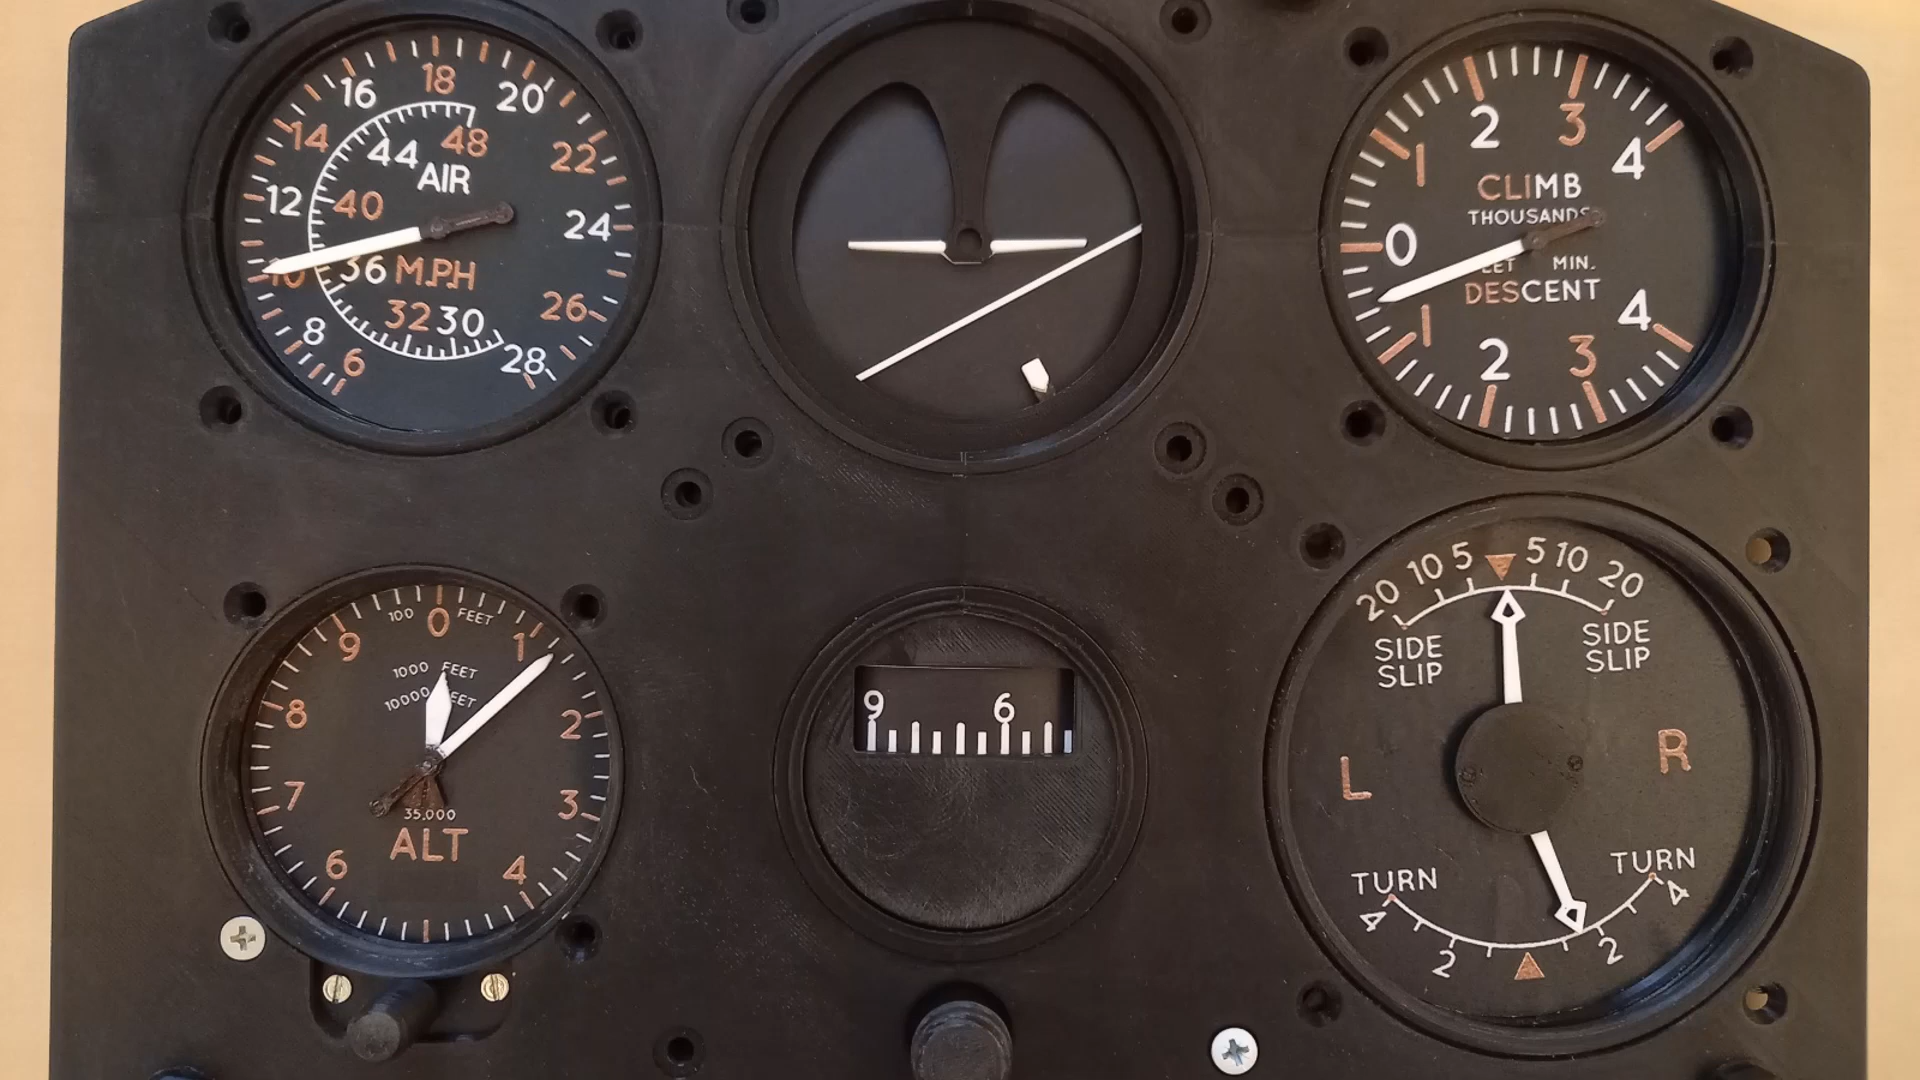 16 18 20
14 48 22
44 AIR
12 40 24
10 36 M.P.H
8 32 30 26
6 28
2 3
1 4
CLIMB
THOUSANDS
0
MIN.
DESCENT
1 4
2 3
100 0 FEET
9 1
1000 FEET
10000 FEET
8 2
7 3
35,000
ALT
6 4
9 6
20 10 5 5 10 20
SIDE SLIP
SIDE SLIP
L R
TURN TURN
4 4
2 2